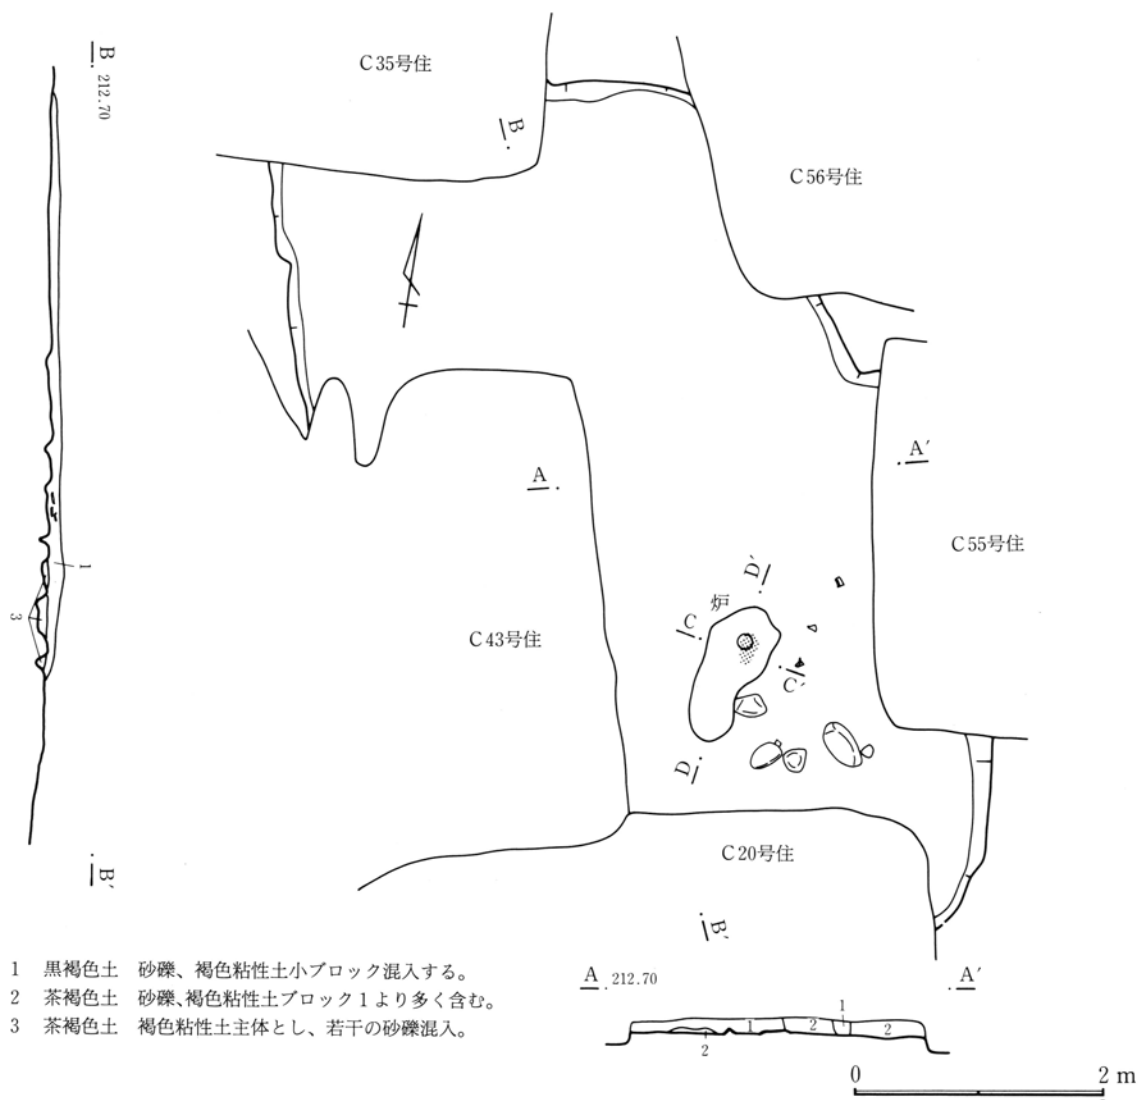 B 212.70
C35号住
B
C56号住
A
A′
C55号住
1
3
D′
炉
C
C43号住
C′
D
C20号住
B′
B′
1 黒褐色土 砂礫、褐色粘性土小ブロック混入する。
2 茶褐色土 砂礫、褐色粘性土ブロック1より多く含む。
3 茶褐色土 褐色粘性土主体とし、若干の砂礫混入。
A 212.70 A′
1
1 2 2
2
0 2 m